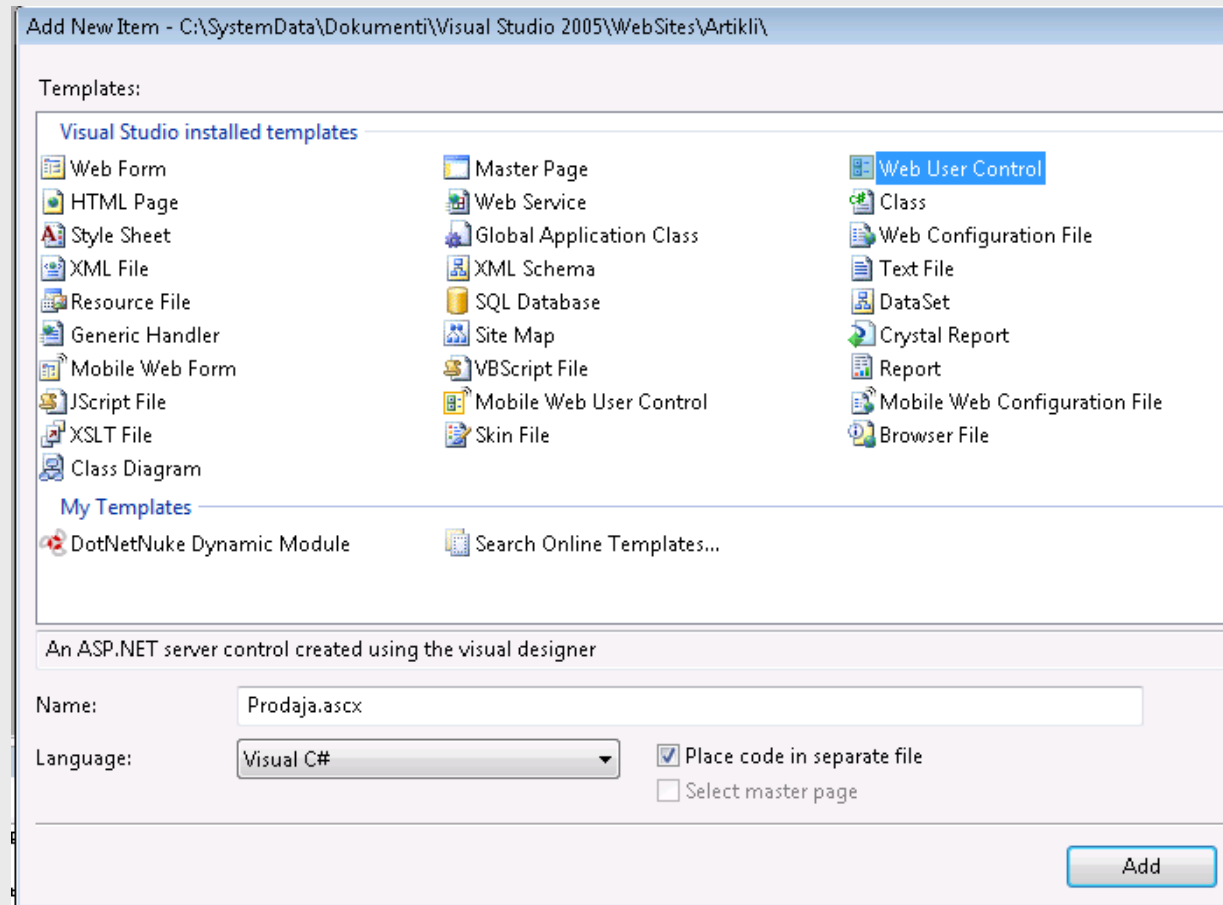 Add New Item - C:\SystemData\Dokumenti\Visual Studio 2005\WebSites\Artikli\
Templates:
Visual Studio installed templates
Web Form Master Page Web User Control
HTML Page Web Service Class
Style Sheet Global Application Class Web Configuration File
XML File XML Schema Text File
Resource File SQL Database DataSet
Generic Handler Site Map Crystal Report
Mobile Web Form VBScript File Report
JScript File Mobile Web User Control Mobile Web Configuration File
XSLT File Skin File Browser File
Class Diagram
My Templates
DotNetNuke Dynamic Module Search Online Templates...
An ASP.NET server control created using the visual designer
Name: Prodaja.ascx
Language: Visual C# Place code in separate file
Select master page
Add